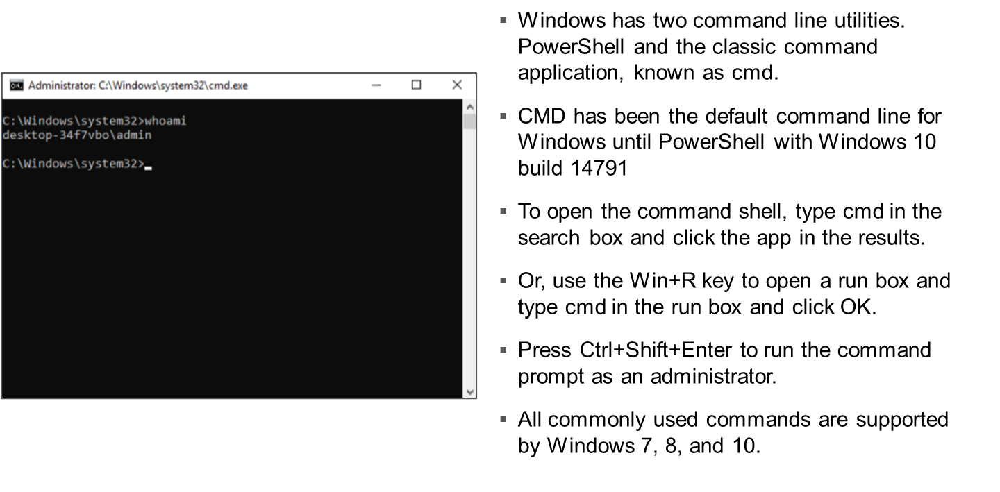 Administrator: C:\Windows\system32\cmd.exe
C:\Windows\system32>whoami
desktop-34f7vbo\admin
C:\Windows\system32>
▪ Windows has two command line utilities.
PowerShell and the classic command
application, known as cmd.
▪ CMD has been the default command line for
Windows until PowerShell with Windows 10
build 14791
▪ To open the command shell, type cmd in the
search box and click the app in the results.
▪ Or, use the Win+R key to open a run box and
type cmd in the run box and click OK.
▪ Press Ctrl+Shift+Enter to run the command
prompt as an administrator.
▪ All commonly used commands are supported
by Windows 7, 8, and 10.